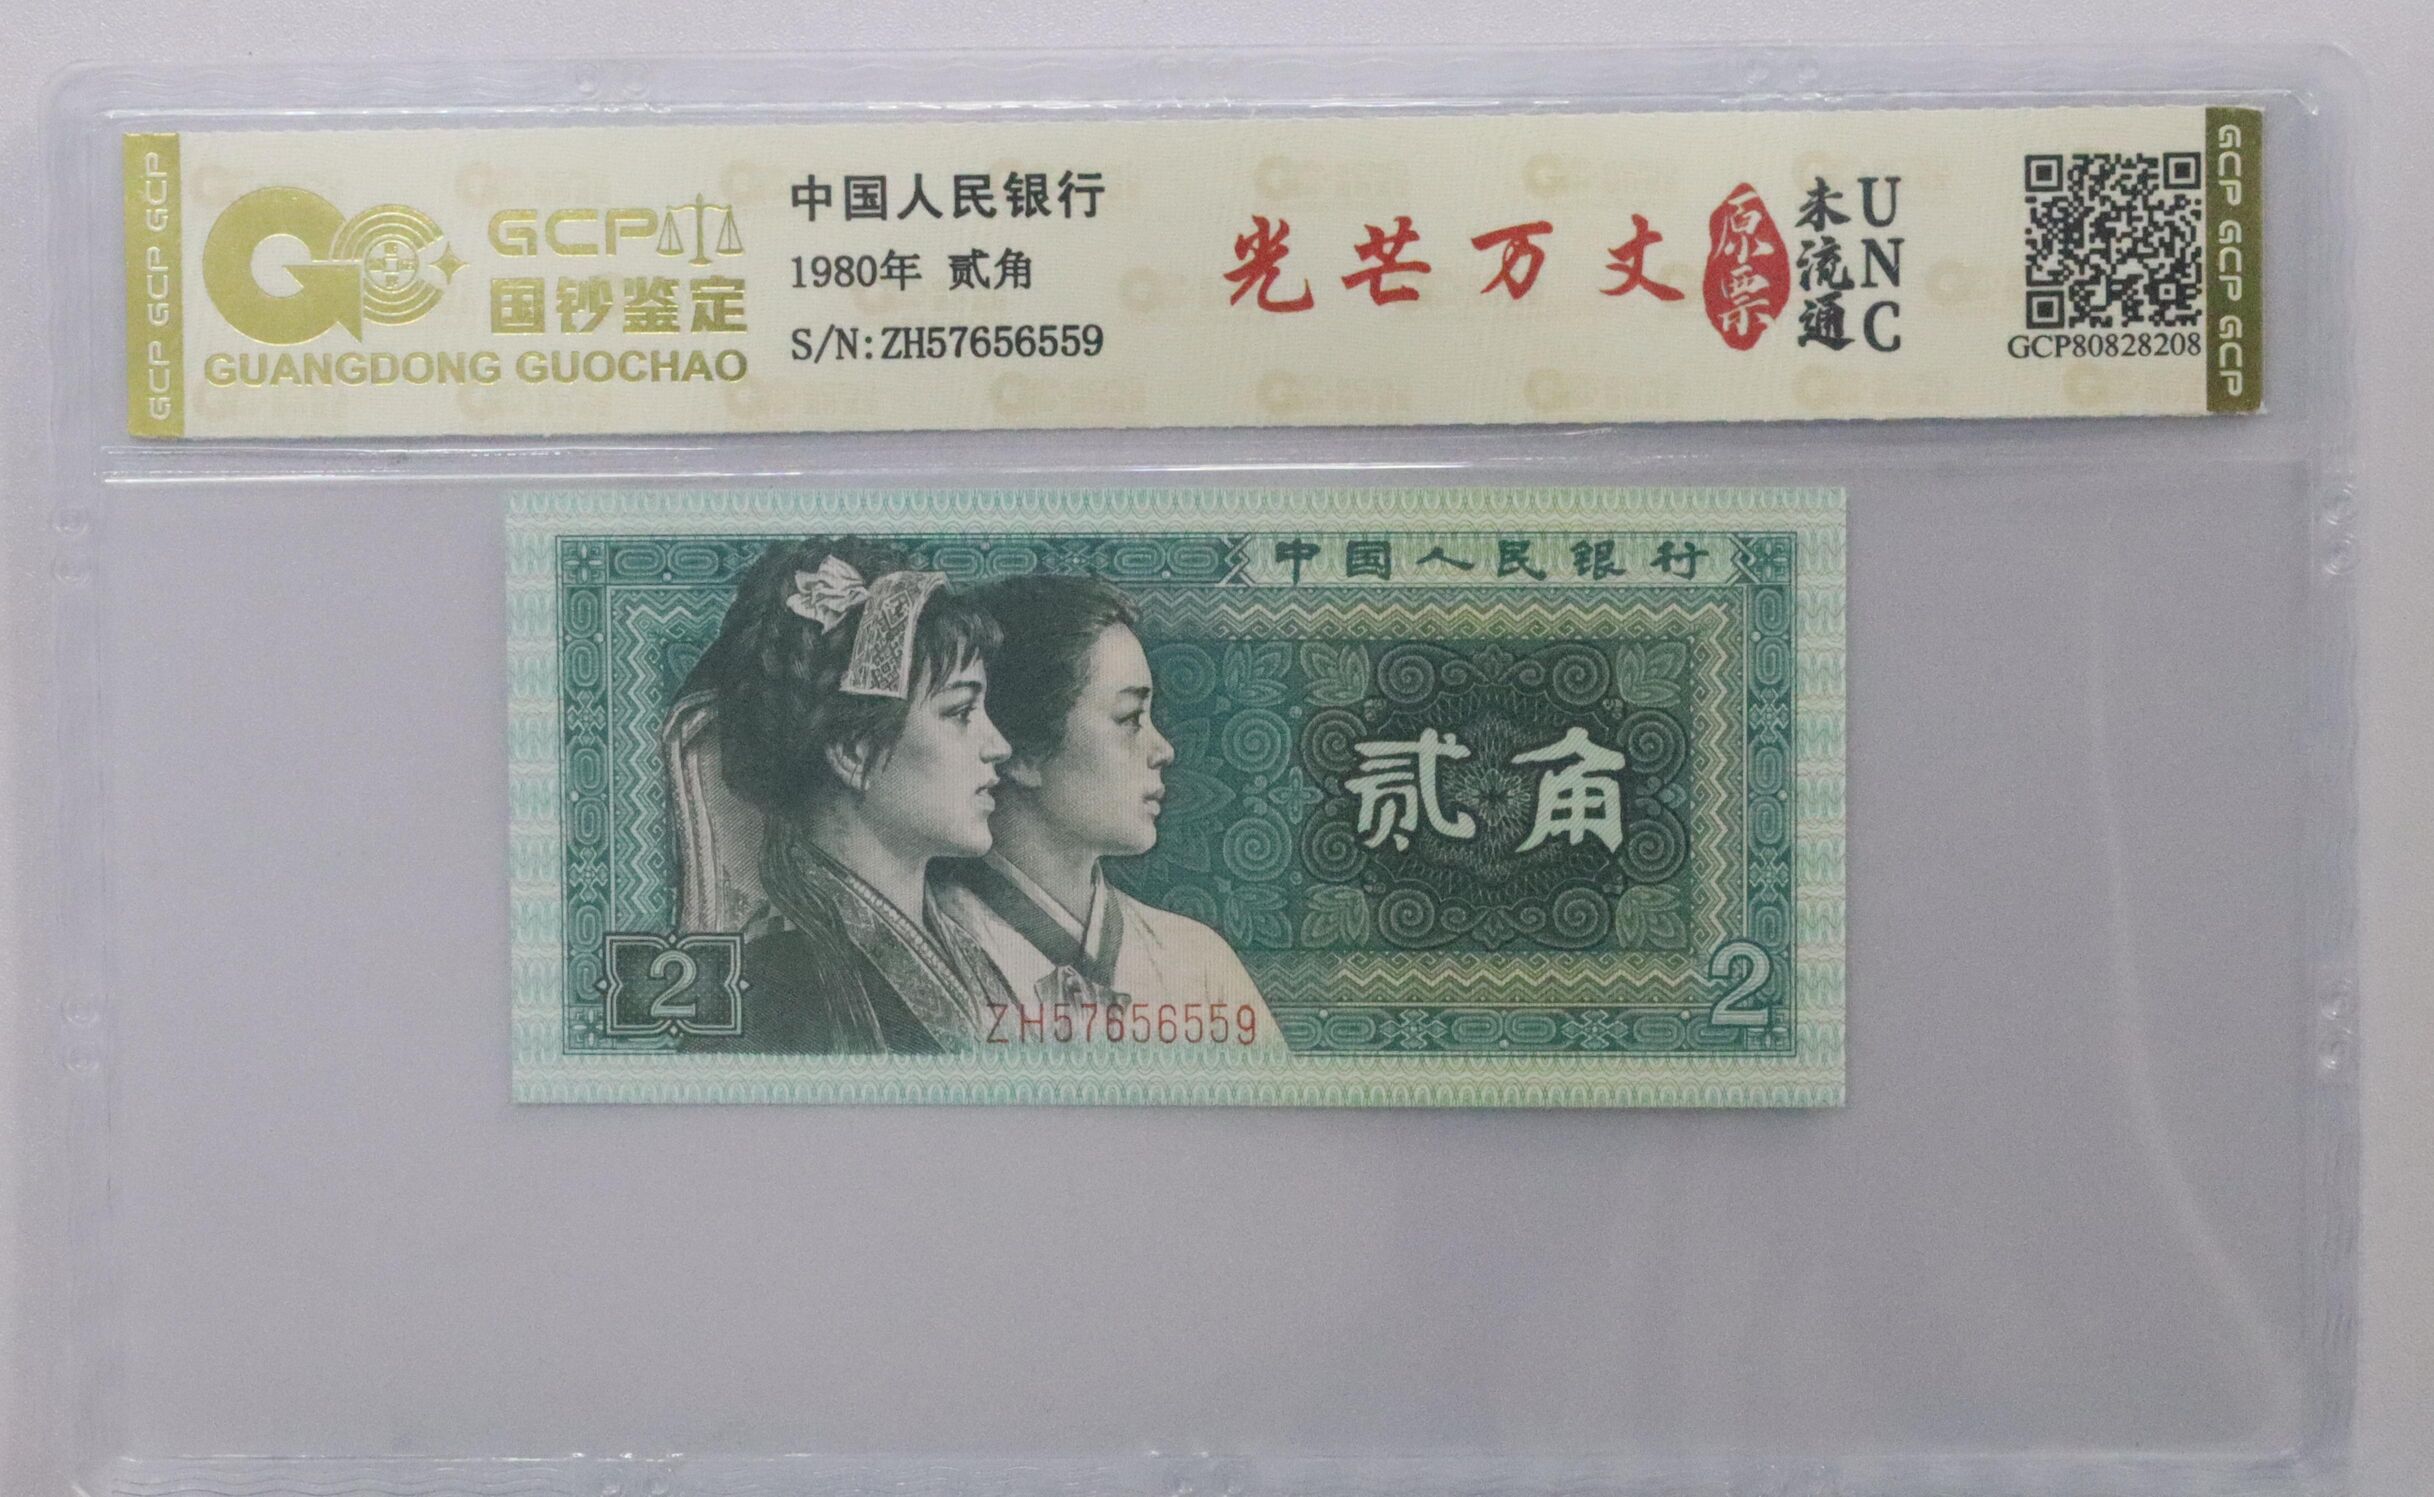 GCP GCP GCP
GCP
国钞鉴定
GUANGDONG GUOCHAO
中国人民银行
1980年 贰角
S/N:ZH57656559
光芒万丈
原票
未流通
UNC
GCP80828208
GCP GCP GCP
中国人民银行
贰角
2
2
ZH57656559